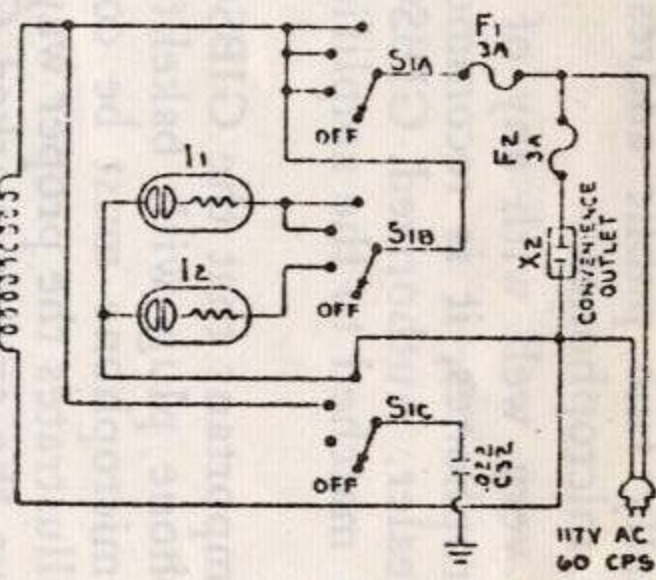 F1
3A
S1A
OFF
F2
3A
X2
CONVENIENCE
OUTLET
I1
S1B
I2
OFF
S1C
.022
C32
OFF
117V AC
60 CPS